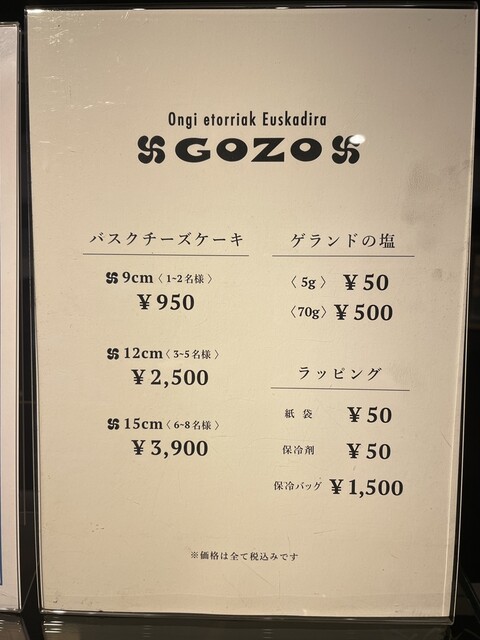 Ongi etorriak Euskadira
GOZO
バスクチーズケーキ
9cm〈1~2名様〉
¥950
12cm〈3~5名様〉
¥2,500
15cm〈6~8名様〉
¥3,900
ゲランドの塩
〈5g〉 ¥50
〈70g〉 ¥500
ラッピング
紙袋 ¥50
保冷剤 ¥50
保冷バッグ ¥1,500
※価格は全て税込みです